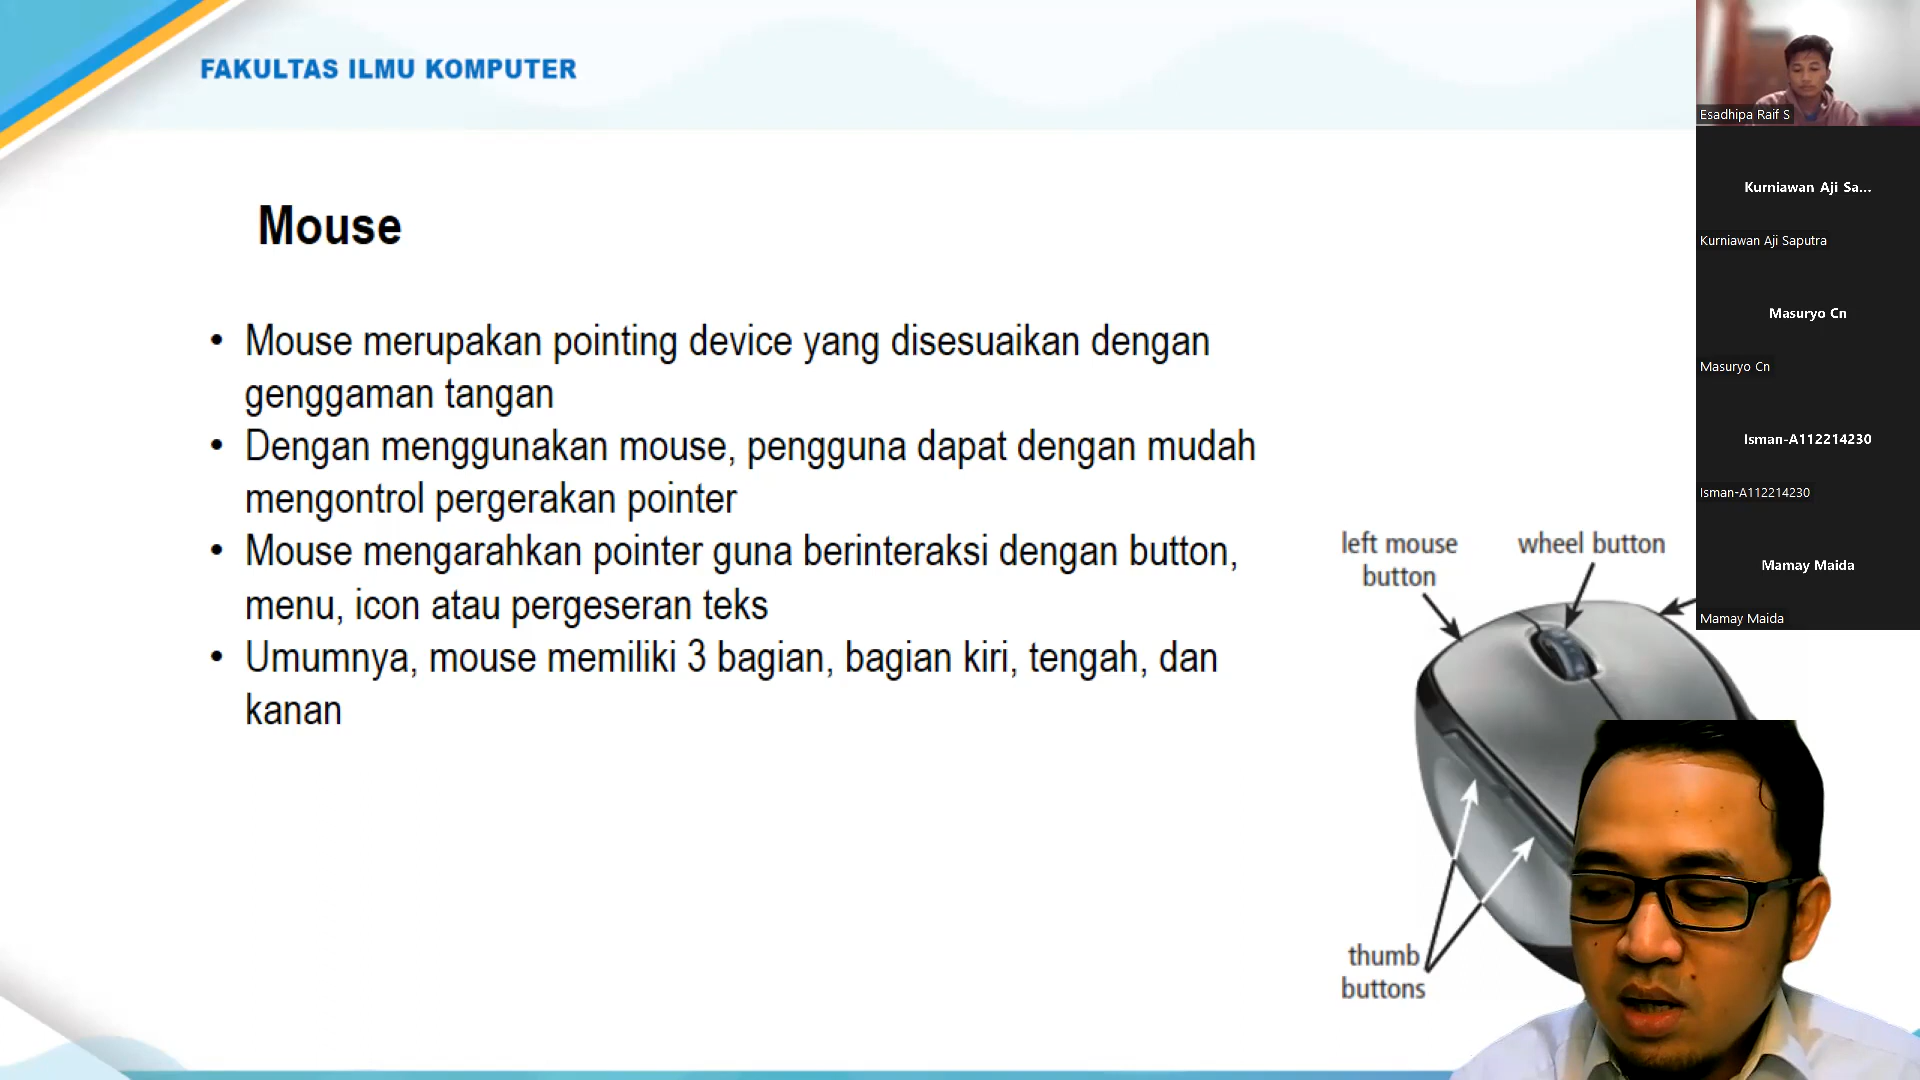 FAKULTAS ILMU KOMPUTER
Mouse
• Mouse merupakan pointing device yang disesuaikan dengan
genggaman tangan
• Dengan menggunakan mouse, pengguna dapat dengan mudah
mengontrol pergerakan pointer
• Mouse mengarahkan pointer guna berinteraksi dengan button,
menu, icon atau pergeseran teks
• Umumnya, mouse memiliki 3 bagian, bagian kiri, tengah, dan
kanan
left mouse
button
wheel button
thumb
buttons
Esadhipa Raif S
Kurniawan Aji Sa...
Kurniawan Aji Saputra
Masuryo Cn
Masuryo Cn
Isman-A112214230
Isman-A112214230
Mamay Maida
Mamay Maida